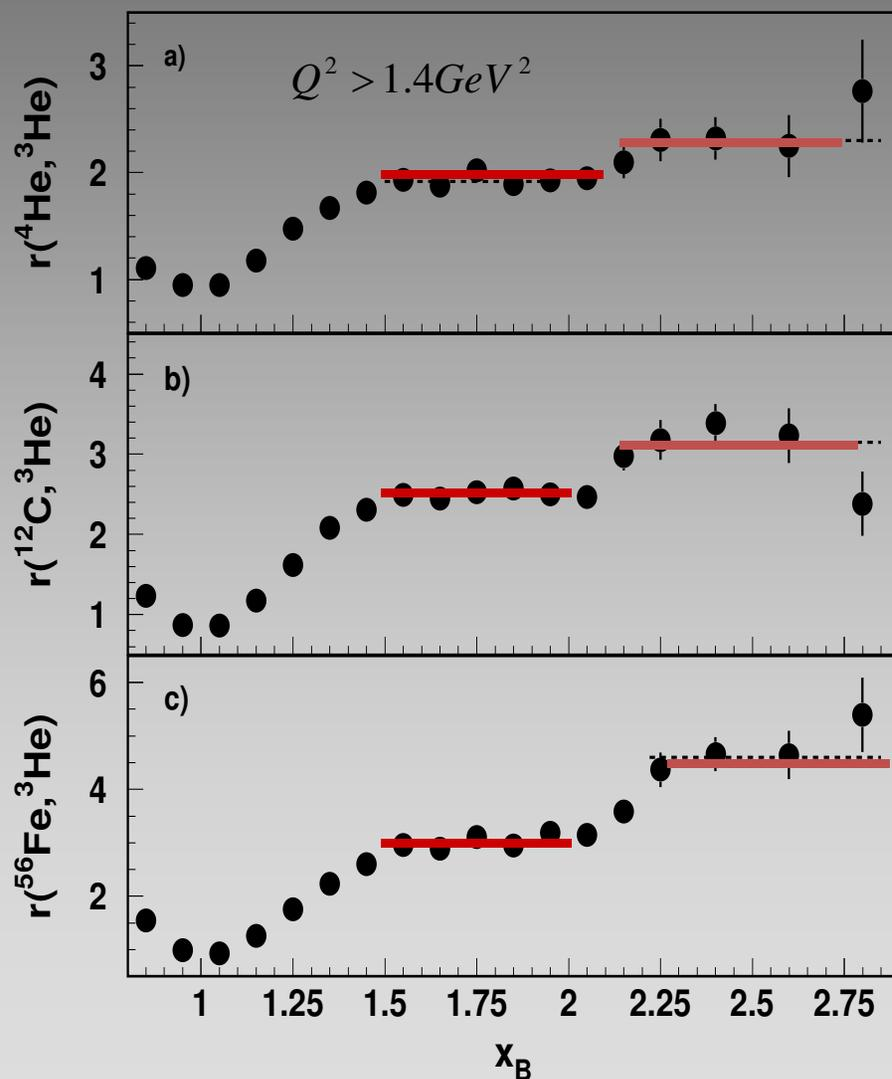 a)
Q² > 1.4GeV²
r(⁴He,³He)
3
2
1
b)
r(¹²C,³He)
4
3
2
1
c)
r(⁵⁶Fe,³He)
6
4
2
1 1.25 1.5 1.75 2 2.25 2.5 2.75
x_B